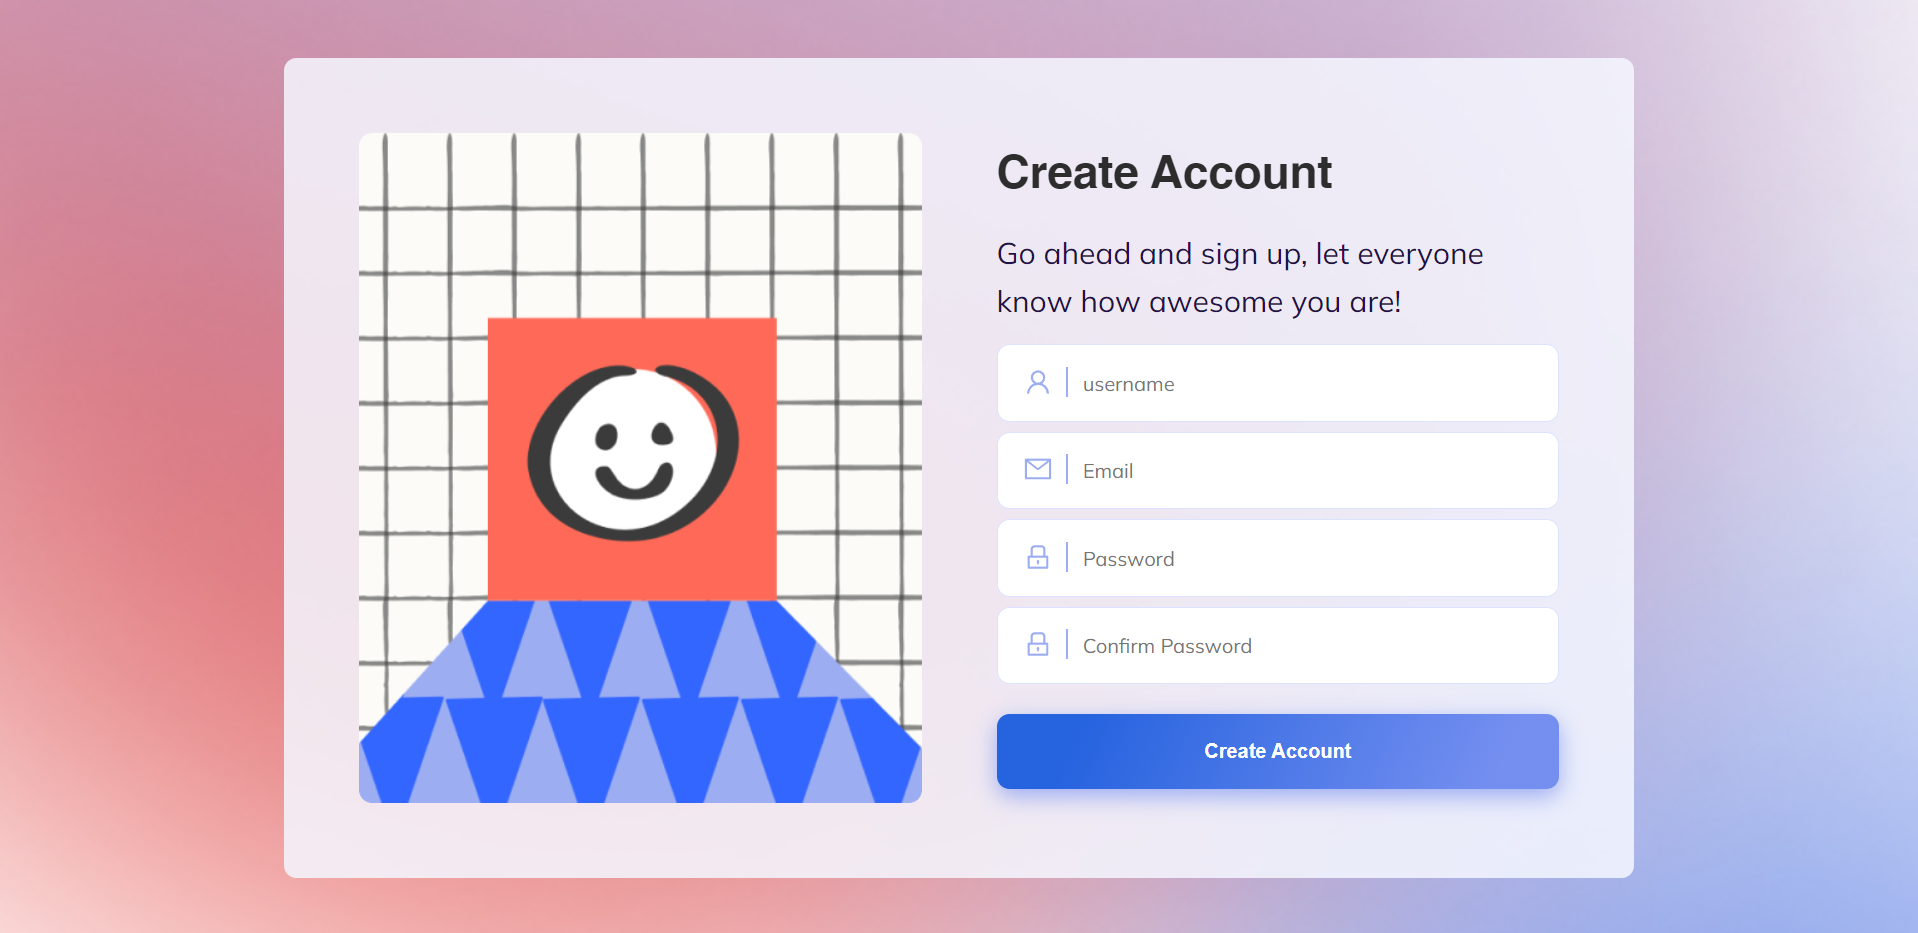 Create Account
Go ahead and sign up, let everyone
know how awesome you are!
username
Email
Password
Confirm Password
Create Account